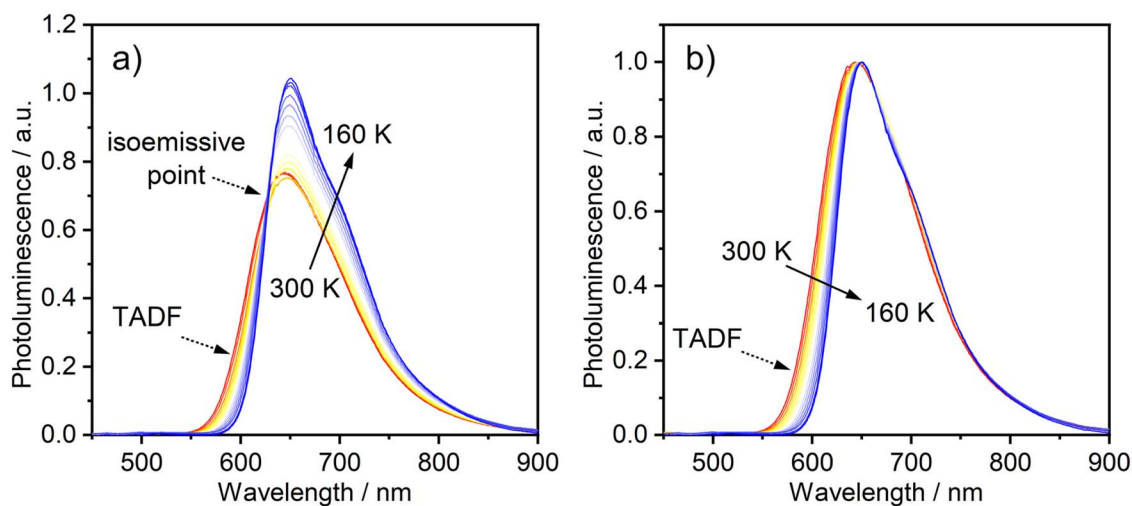 a)
1.2
1.0
0.8
0.6
0.4
0.2
0.0
Photoluminescence / a.u.
isoemissive
point
160 K
300 K
TADF
500
600
700
800
900
Wavelength / nm
b)
1.0
0.8
0.6
0.4
0.2
0.0
Photoluminescence / a.u.
300 K
160 K
TADF
500
600
700
800
900
Wavelength / nm